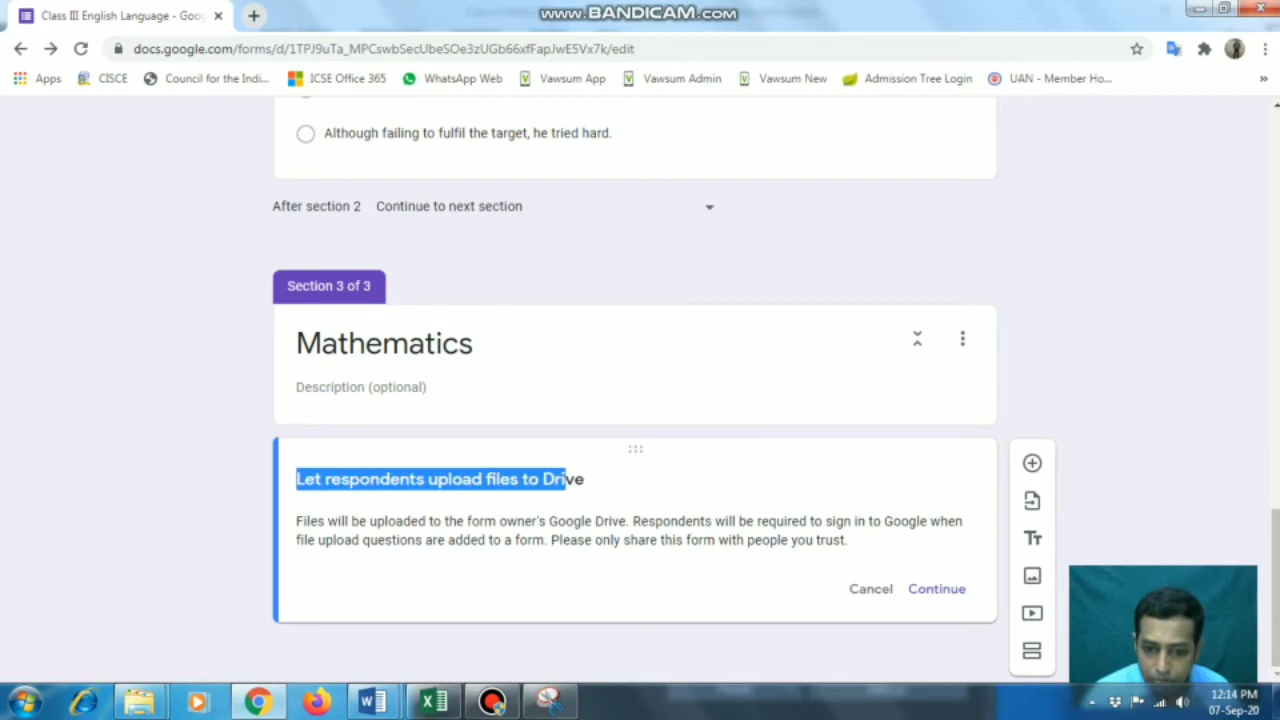 www.BANDICAM.com
Class III English Language - Goo
docs.google.com/forms/d/1TPJ9uTa_MPCswbSecUbeSOe3zUGb66xfFapJwE5Vx7k/edit
Apps CISCE Council for the Indi... ICSE Office 365 WhatsApp Web Vawsum App Vawsum Admin Vawsum New Admission Tree Login UAN - Member Ho... »
Although failing to fulfil the target, he tried hard.
After section 2 Continue to next section
Section 3 of 3
Mathematics
Description (optional)
Let respondents upload files to Drive
Files will be uploaded to the form owner's Google Drive. Respondents will be required to sign in to Google when
file upload questions are added to a form. Please only share this form with people you trust.
Cancel Continue
12:14 PM
07-Sep-20